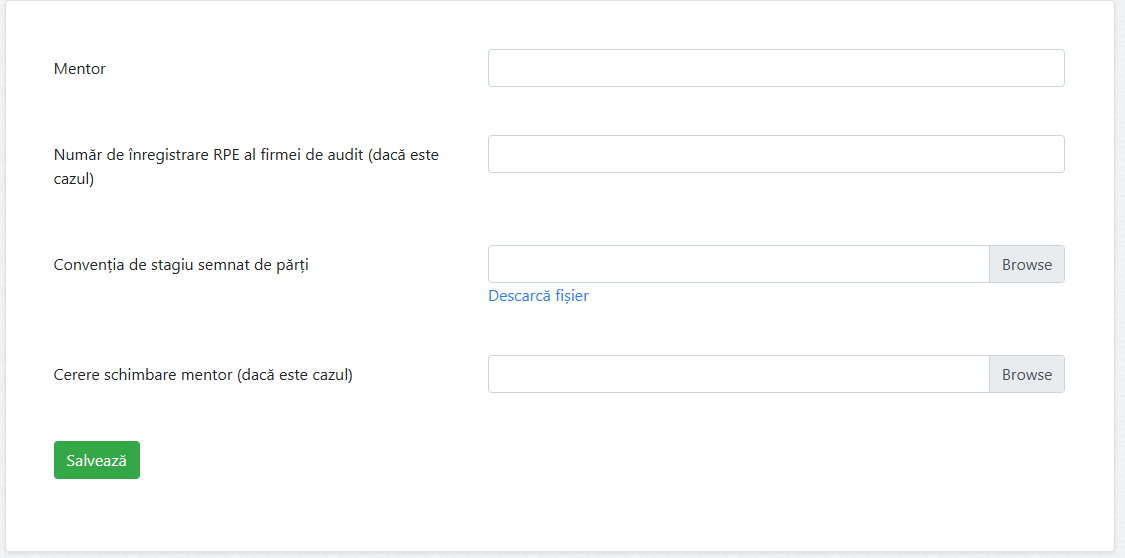 Mentor
Număr de înregistrare RPE al firmei de audit (dacă este
cazul)
Convenția de stagiu semnat de părți
Browse
Descarcă fișier
Cerere schimbare mentor (dacă este cazul)
Browse
Salvează